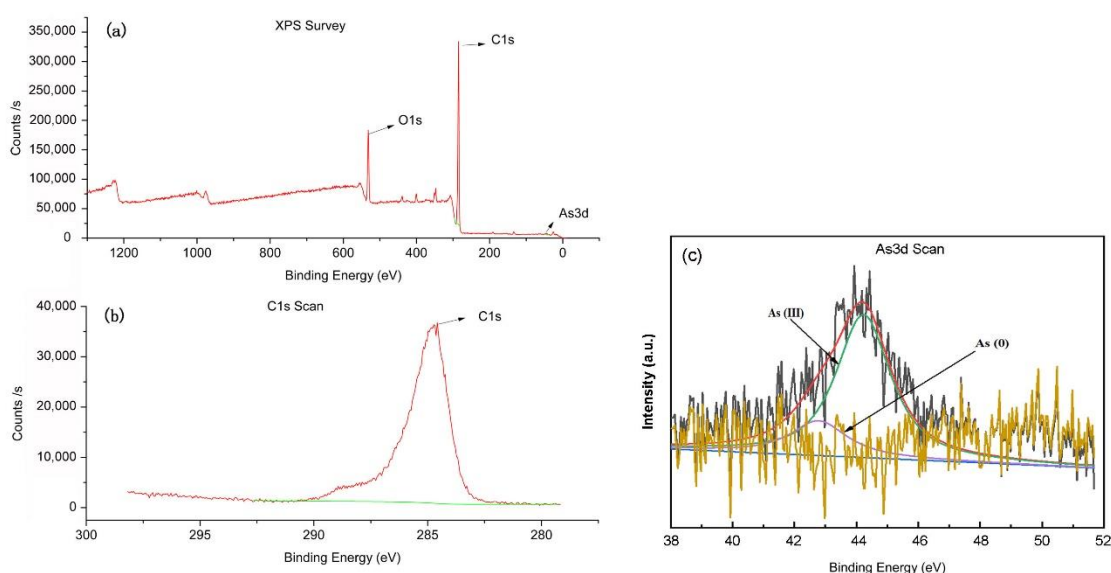 (a)
XPS Survey
350,000
300,000
250,000
200,000
150,000
100,000
50,000
0
Counts /s
C1s
O1s
As3d
1200 1000 800 600 400 200 0
Binding Energy (eV)
(b)
C1s Scan
40,000
30,000
20,000
10,000
0
Counts /s
C1s
300 295 290 285 280
Binding Energy (eV)
(c)
As3d Scan
As (III)
As (0)
Intensity (a.u.)
38 40 42 44 46 48 50 52
Binding Energy (eV)